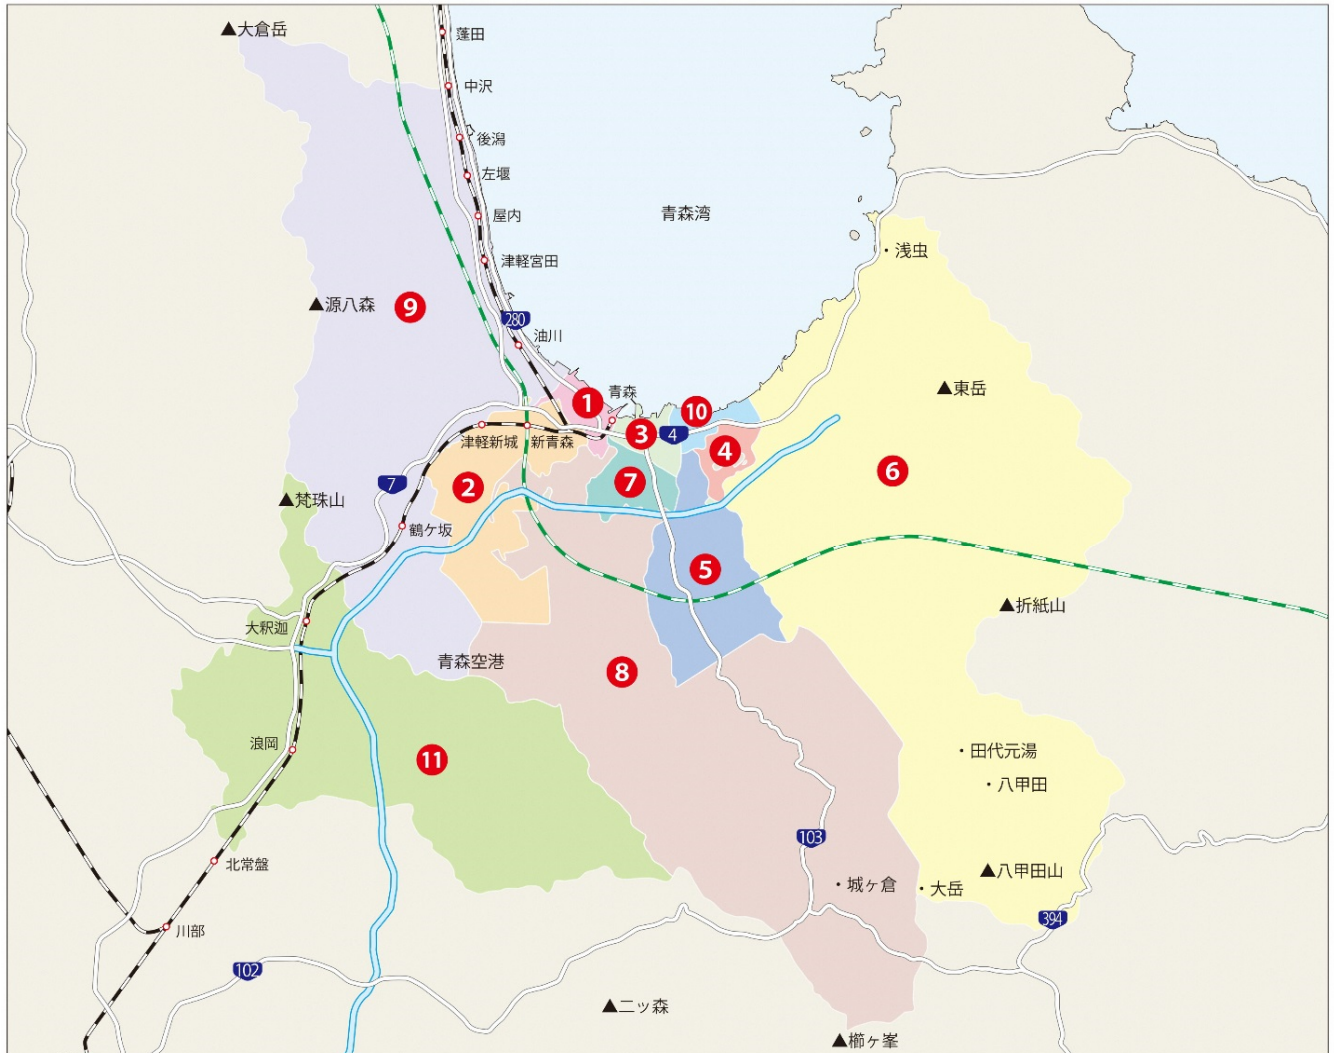 ▲大倉岳
蓬田
中沢
後潟
左堰
屋内
青森湾
浅虫
津軽宮田
▲源八森
9
280
油川
▲東岳
青森
1
10
3
4
4
津軽新城
新青森
6
7
2
7
▲梵珠山
鶴ケ坂
5
▲折紙山
大釈迦
青森空港
8
浪岡
11
・田代元湯
・八甲田
103
北常盤
▲八甲田山
・城ヶ倉
・大岳
394
川部
102
▲二ッ森
▲櫛ヶ峯